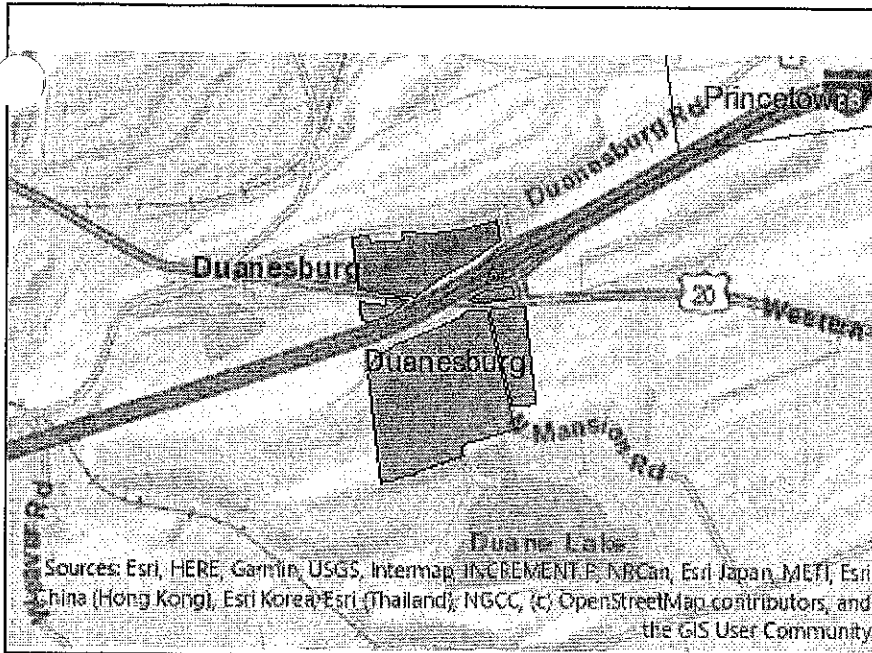 Princetown
Duanesburg Rd
Duanesburg
20
Western
Duanesburg
Mansion Rd
Duane Lake
Rd
Sources: Esri, HERE, Garmin, USGS, Intermap, INCREMENT P, NRCan, Esri Japan, METI, Esri
China (Hong Kong), Esri Korea, Esri (Thailand), NGCC, (c) OpenStreetMap contributors, and
the GIS User Community